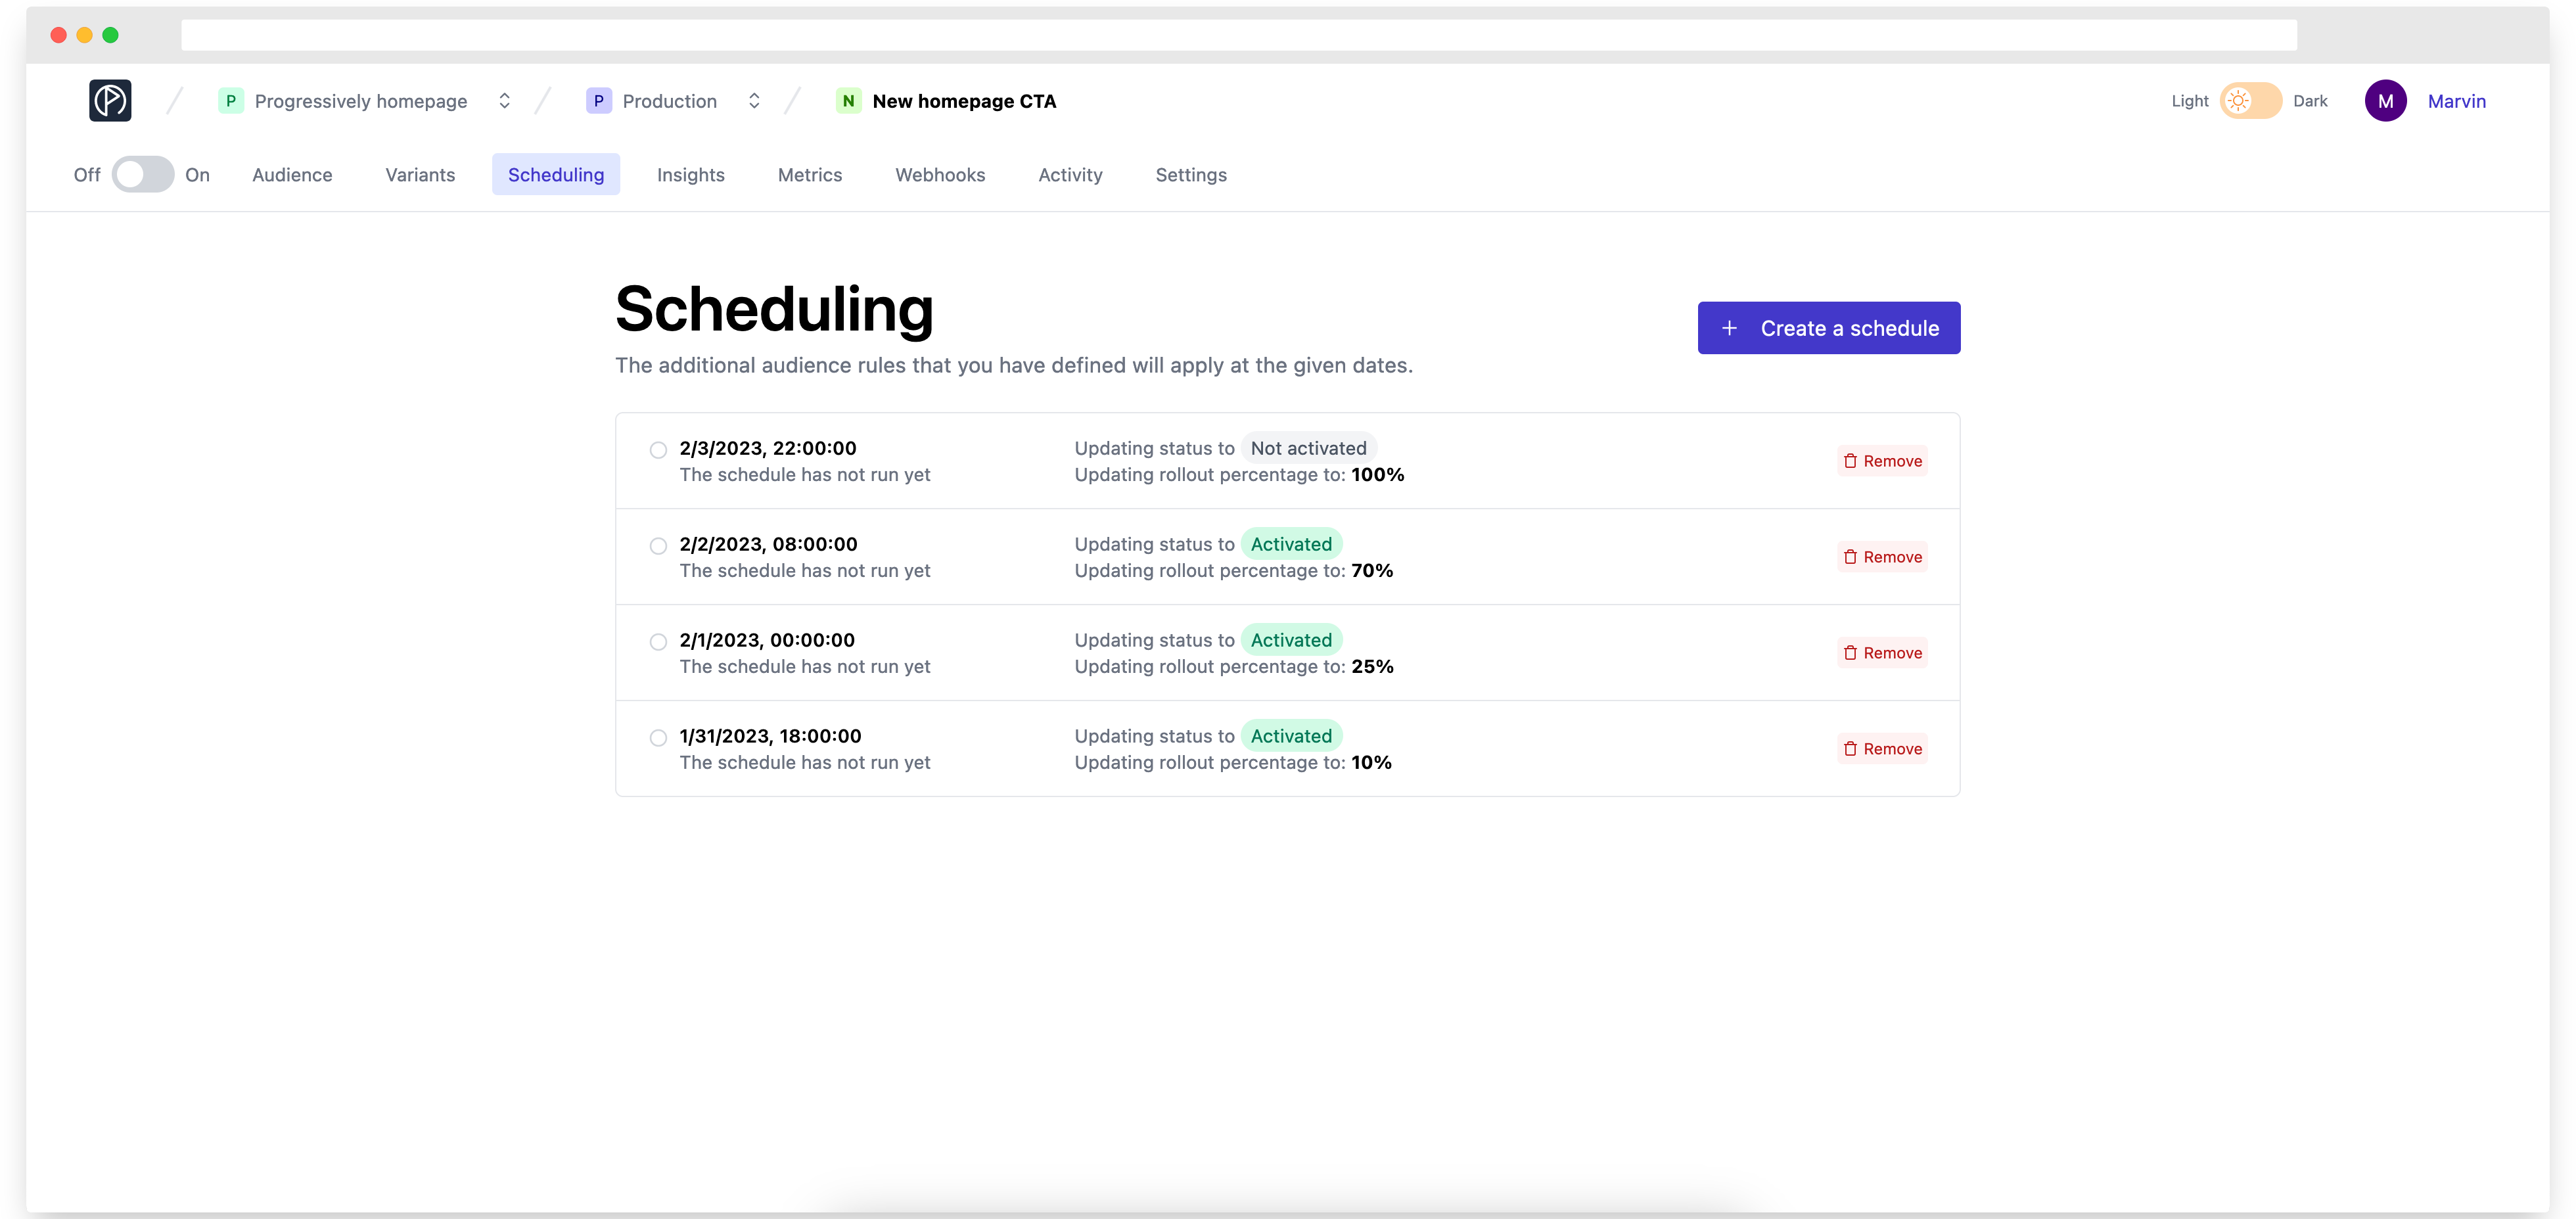 P Progressively homepage P Production N New homepage CTA Light Dark M Marvin
Off On Audience Variants Scheduling Insights Metrics Webhooks Activity Settings
Scheduling
+ Create a schedule
The additional audience rules that you have defined will apply at the given dates.
2/3/2023, 22:00:00 Updating status to Not activated
The schedule has not run yet Updating rollout percentage to: 100%
Remove
2/2/2023, 08:00:00 Updating status to Activated
The schedule has not run yet Updating rollout percentage to: 70%
Remove
2/1/2023, 00:00:00 Updating status to Activated
The schedule has not run yet Updating rollout percentage to: 25%
Remove
1/31/2023, 18:00:00 Updating status to Activated
The schedule has not run yet Updating rollout percentage to: 10%
Remove